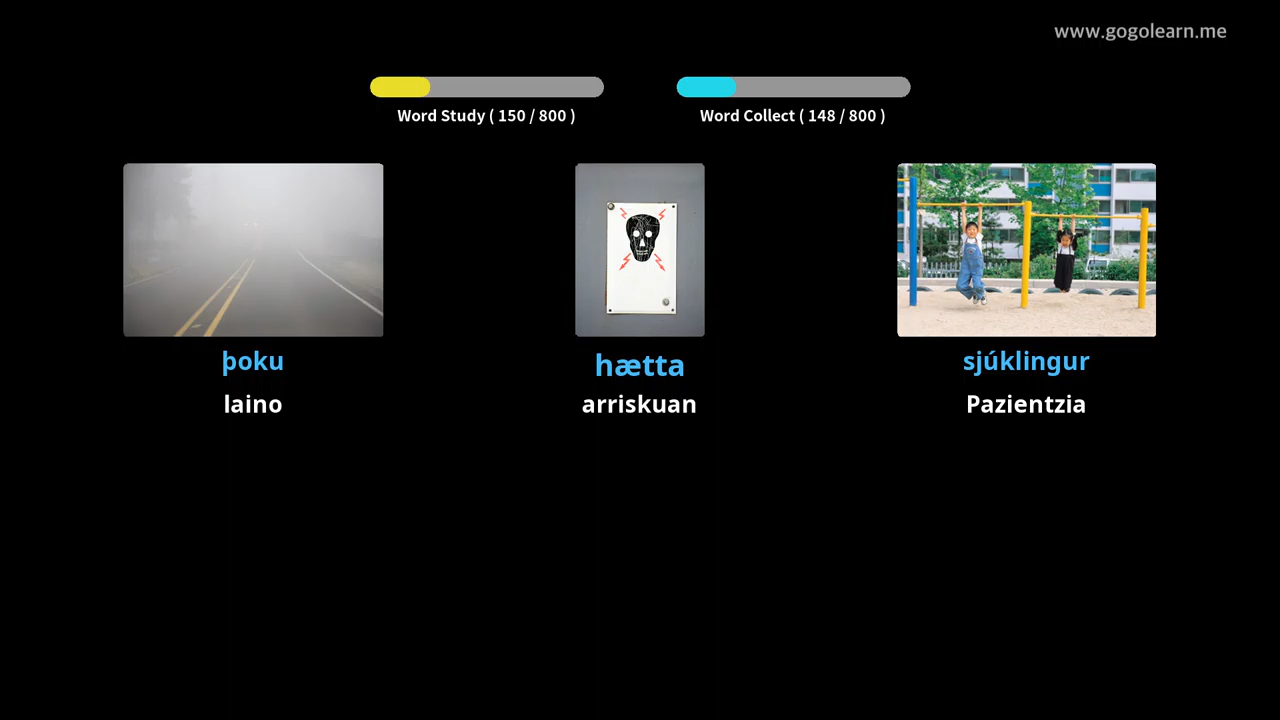 www.gogolearn.me
Word Study ( 150 / 800 )
Word Collect ( 148 / 800 )
þoku
hætta
sjúklingur
laino
arriskuan
Pazientzia